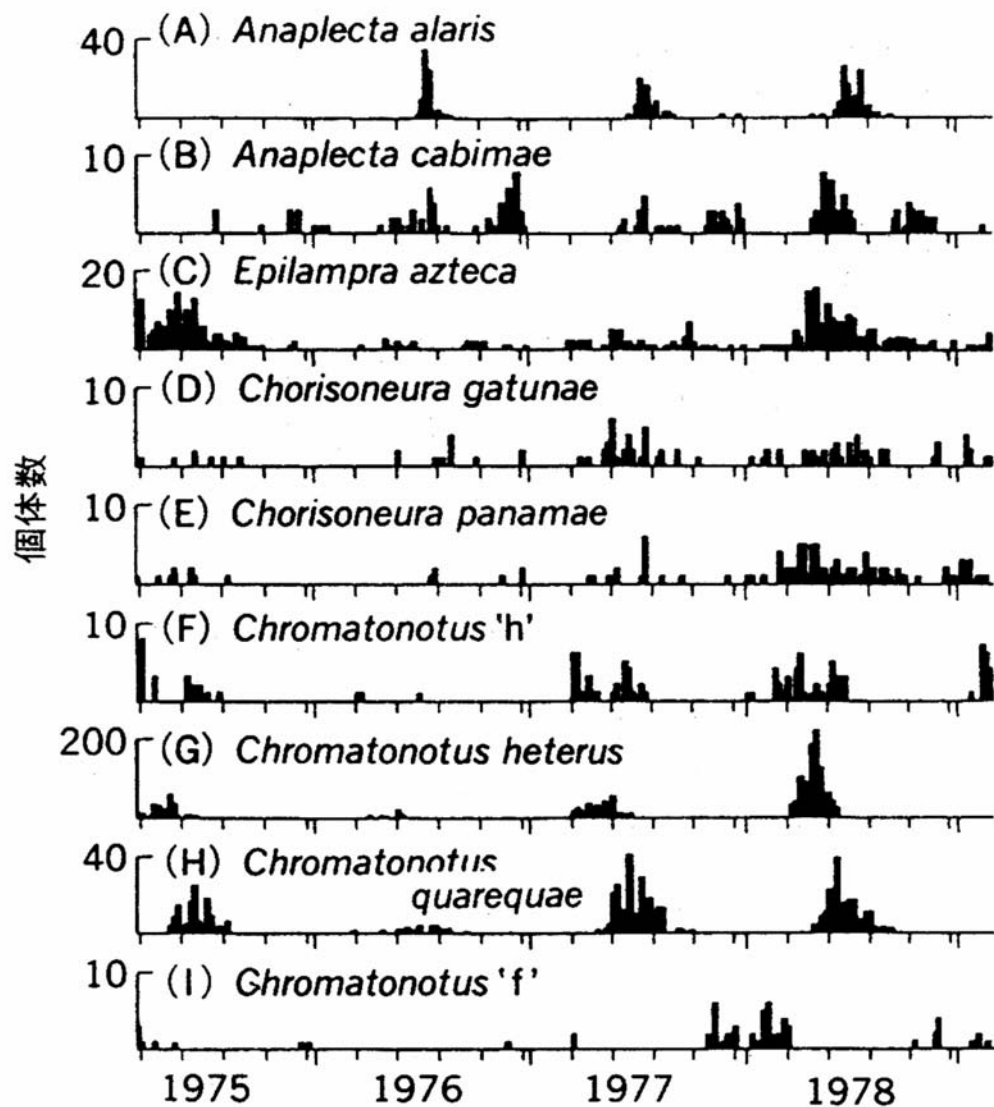 40 (A) Anaplecta alaris
10 (B) Anaplecta cabimae
20 (C) Epilampra azteca
10 (D) Chorisoneura gatunae
10 (E) Chorisoneura panamae
10 (F) Chromatonotus 'h'
200 (G) Chromatonotus heterus
40 (H) Chromatonotus
quarequae
10 (I) Ghromatonotus 'f'
個体数
1975 1976 1977 1978